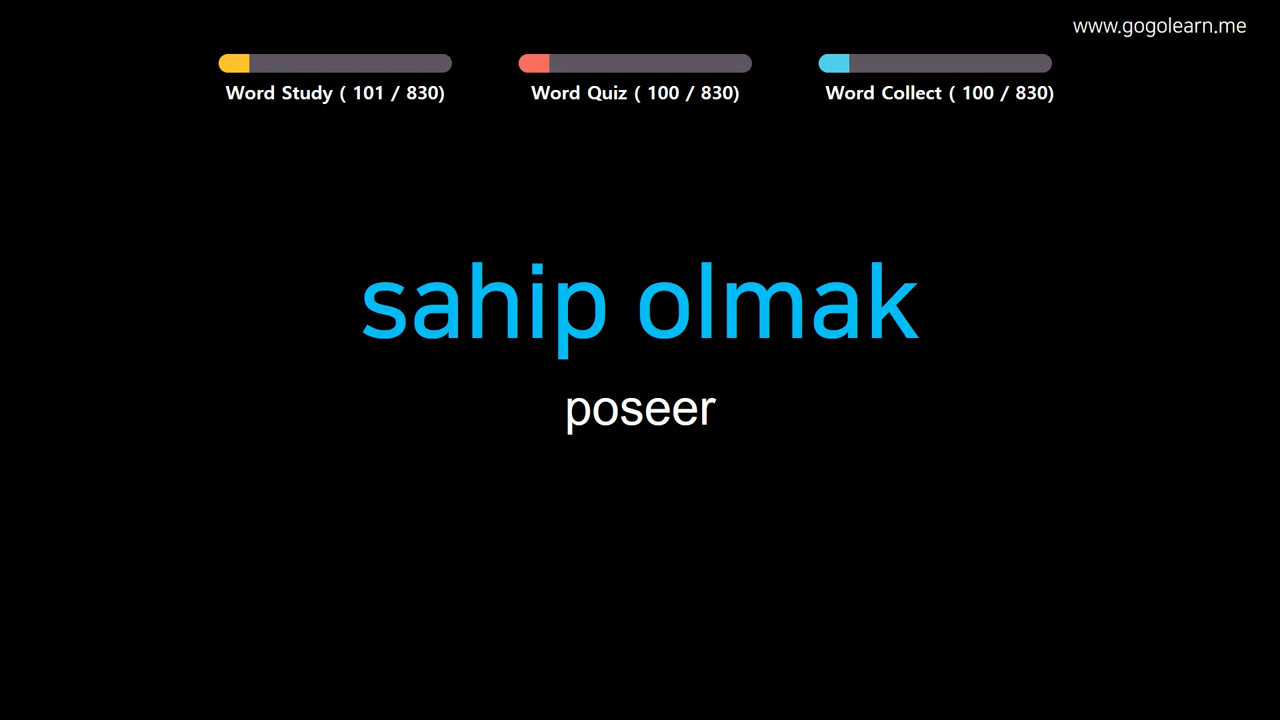 www.gogolearn.me
Word Study ( 101 / 830)
Word Quiz ( 100 / 830)
Word Collect ( 100 / 830)
sahip olmak
poseer